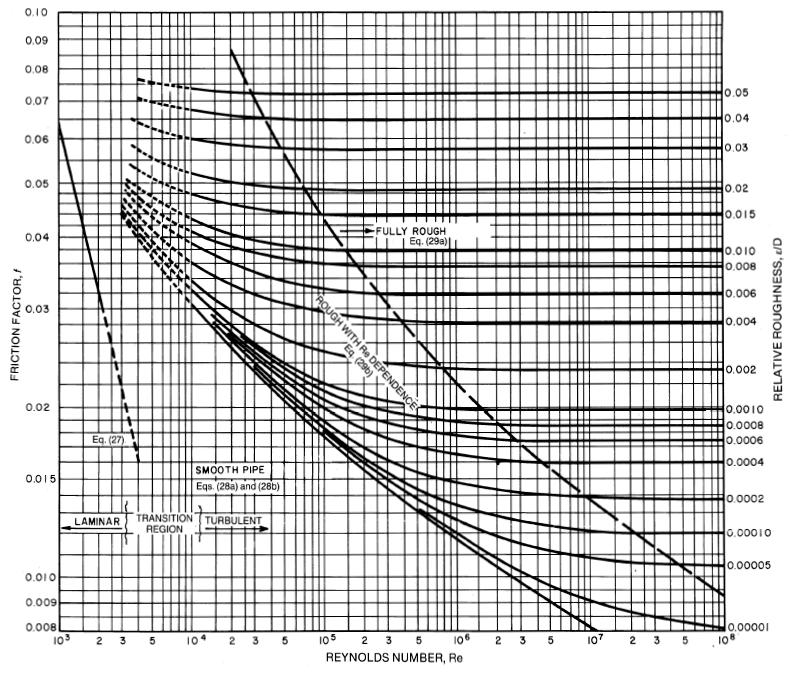 0.10
0.09
0.08
0.07
0.06
0.05
0.04
0.03
0.02
0.015
0.010
0.009
0.008
FRICTION FACTOR, f
0.05
0.04
0.03
0.02
0.015
0.010
0.008
0.006
0.004
0.002
0.0010
0.0008
0.0006
0.0004
0.0002
0.00010
0.00005
0.00001
RELATIVE ROUGHNESS, ε/D
FULLY ROUGH
Eq. (29a)
ROUGH WITH Re DEPENDENCE
Eq. (29b)
Eq. (27)
SMOOTH PIPE
Eqs. (28a) and (28b)
LAMINAR
TRANSITION
REGION
TURBULENT
10³ 2 3 5 10⁴ 2 3 5 10⁵ 2 3 5 10⁶ 2 3 5 10⁷ 2 3 5 10⁸
REYNOLDS NUMBER, Re